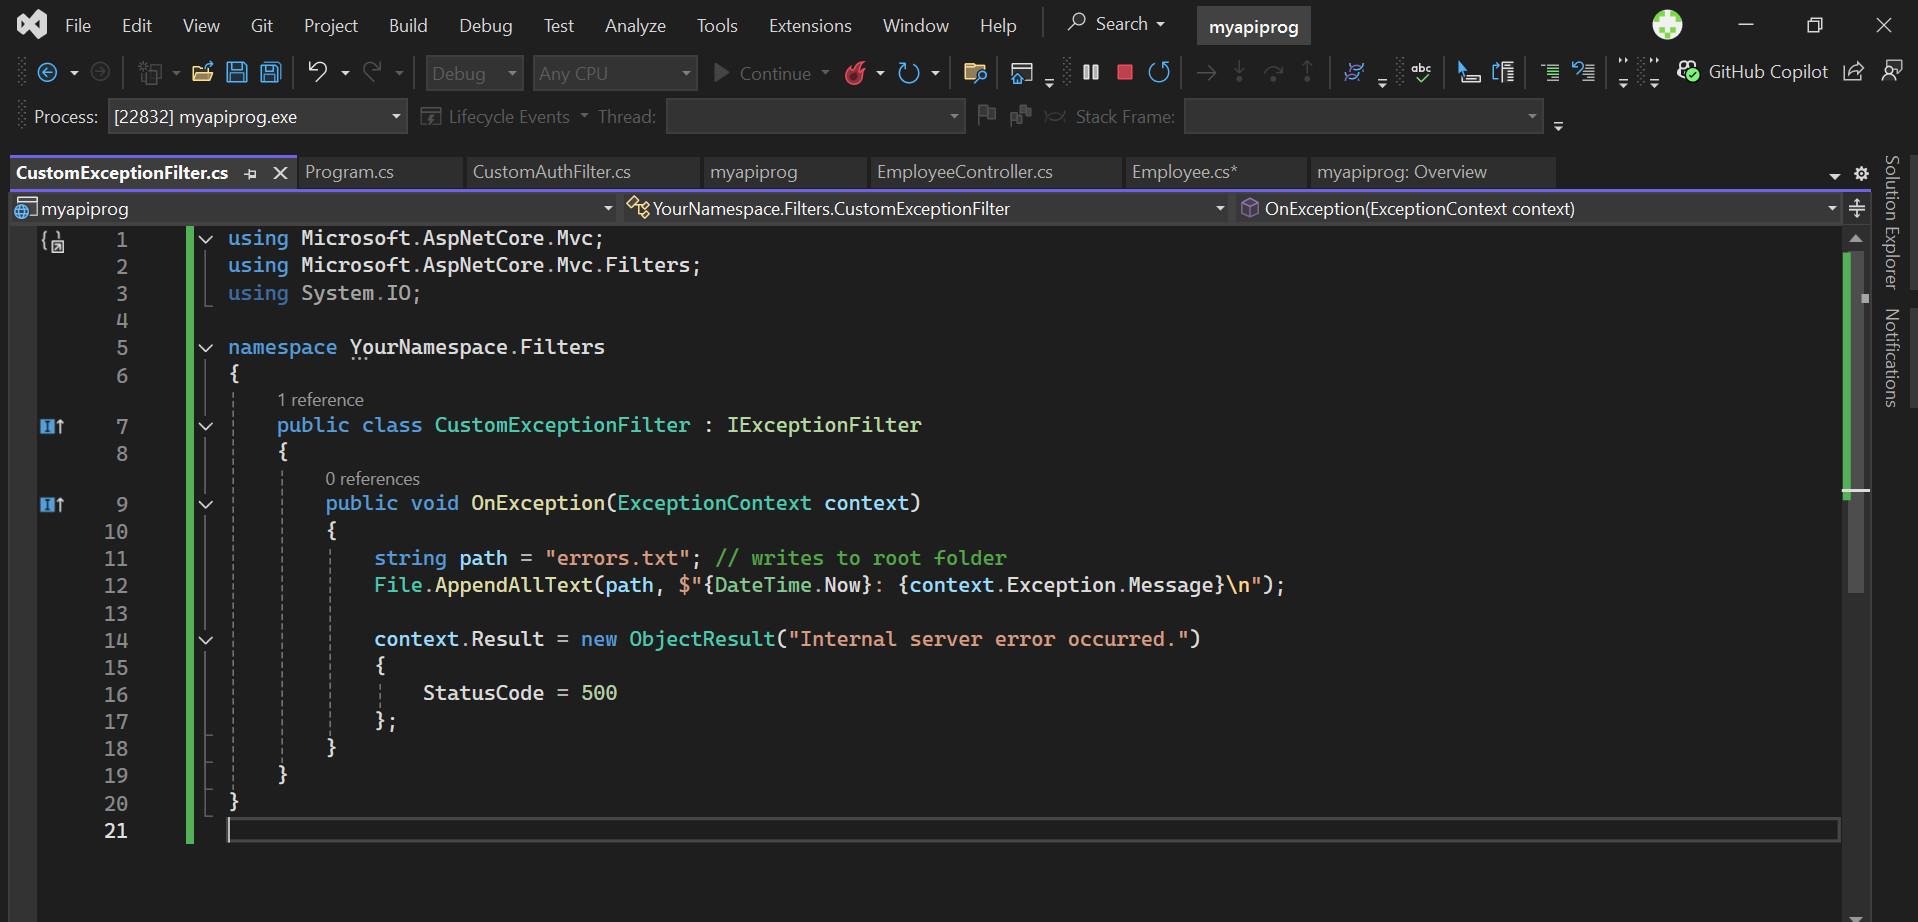 File Edit View Git Project Build Debug Test Analyze Tools Extensions Window Help Search myapiprog
Debug Any CPU Continue abc GitHub Copilot
Process: [22832] myapiprog.exe Lifecycle Events Thread: Stack Frame:
CustomExceptionFilter.cs Program.cs CustomAuthFilter.cs myapiprog EmployeeController.cs Employee.cs* myapiprog: Overview
myapiprog YourNamespace.Filters.CustomExceptionFilter OnException(ExceptionContext context)
1 using Microsoft.AspNetCore.Mvc;
2 using Microsoft.AspNetCore.Mvc.Filters;
3 using System.IO;
4
5 namespace YourNamespace.Filters
6 {
1 reference
7 public class CustomExceptionFilter : IExceptionFilter
8 {
0 references
9 public void OnException(ExceptionContext context)
10 {
11 string path = "errors.txt"; // writes to root folder
12 File.AppendAllText(path, $"{DateTime.Now}: {context.Exception.Message}\n");
13
14 context.Result = new ObjectResult("Internal server error occurred.")
15 {
16 StatusCode = 500
17 };
18 }
19 }
20 }
21
Solution Explorer
Notifications